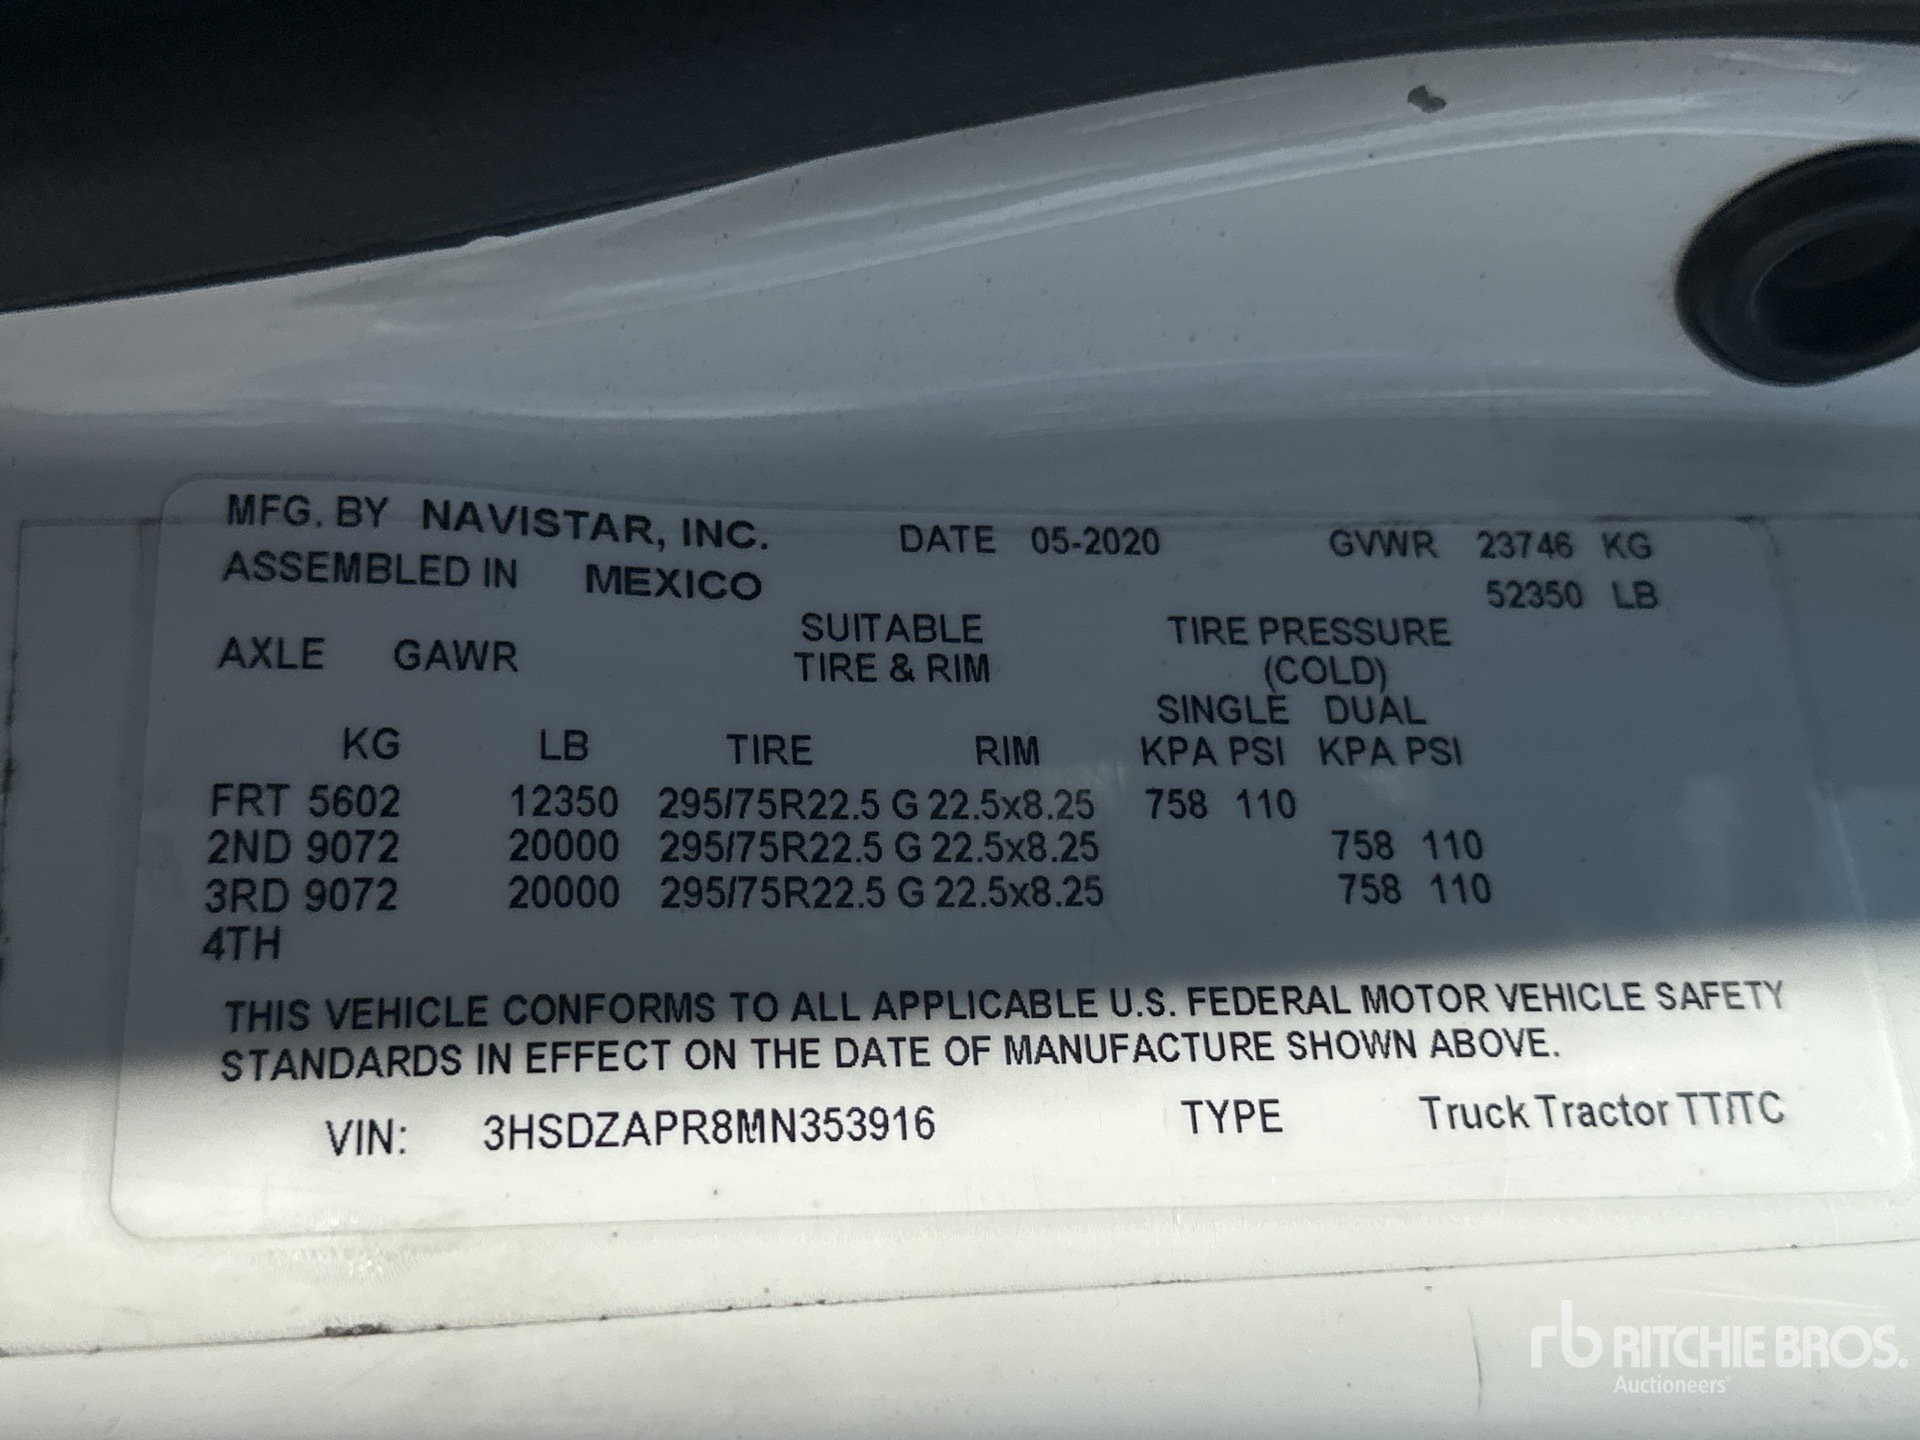 MFG. BY NAVISTAR, INC. DATE 05-2020 GVWR 23746 KG
ASSEMBLED IN MEXICO 52350 LB
AXLE GAWR SUITABLE TIRE PRESSURE
TIRE & RIM (COLD)
SINGLE DUAL
KG LB TIRE RIM KPA PSI KPA PSI
FRT 5602 12350 295/75R22.5 G 22.5x8.25 758 110
2ND 9072 20000 295/75R22.5 G 22.5x8.25 758 110
3RD 9072 20000 295/75R22.5 G 22.5x8.25 758 110
4TH
THIS VEHICLE CONFORMS TO ALL APPLICABLE U.S. FEDERAL MOTOR VEHICLE SAFETY
STANDARDS IN EFFECT ON THE DATE OF MANUFACTURE SHOWN ABOVE.
VIN: 3HSDZAPR8MN353916 TYPE Truck Tractor TT/TC
rb RITCHIE BROS.
Auctioneers